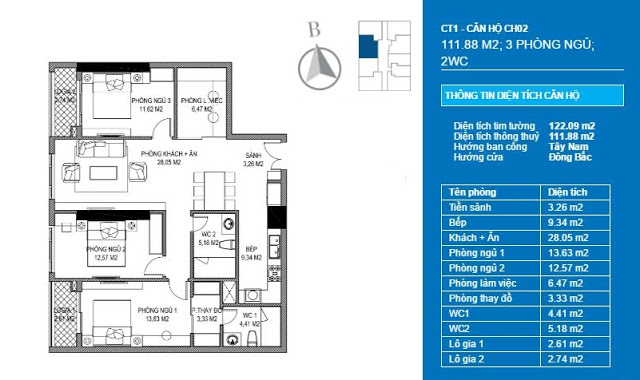 B
PHÒNG NGỦ 3
11,62 M2
PHÒNG L.VIỆC
6,47 M2
2,74 M2
PHÒNG KHÁCH + ĂN
28,05 M2
SẢNH
3,26 M2
PHÒNG NGỦ 2
12,57 M2
WC 2
5,18 M2
BẾP
9,34 M2
LOGIA 1
2,61 M2
PHÒNG NGỦ 1
13,63 M2
P.THAY ĐỒ
3,33 M2
WC 1
4,41 M2
CT1 - CĂN HỘ CH02
111.88 M2; 3 PHÒNG NGỦ;
2WC
THÔNG TIN DIỆN TÍCH CĂN HỘ
Diện tích tim tường 122.09 m2
Diện tích thông thuỷ 111.88 m2
Hướng ban công Tây Nam
Hướng cửa Đông Bắc
Tên phòng Diện tích
Tiền sảnh 3.26 m2
Bếp 9.34 m2
Khách + Ăn 28.05 m2
Phòng ngủ 1 13.63 m2
Phòng ngủ 2 12.57 m2
Phòng làm việc 6.47 m2
Phòng thay đồ 3.33 m2
WC1 4.41 m2
WC2 5.18 m2
Lô gia 1 2.61 m2
Lô gia 2 2.74 m2